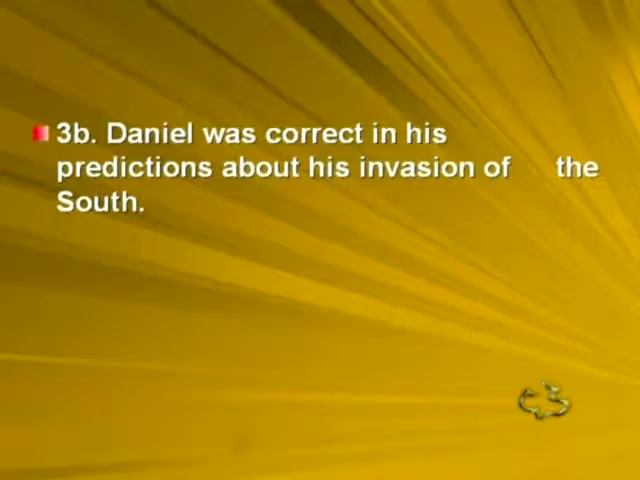 3b. Daniel was correct in his
predictions about his invasion of the
South.